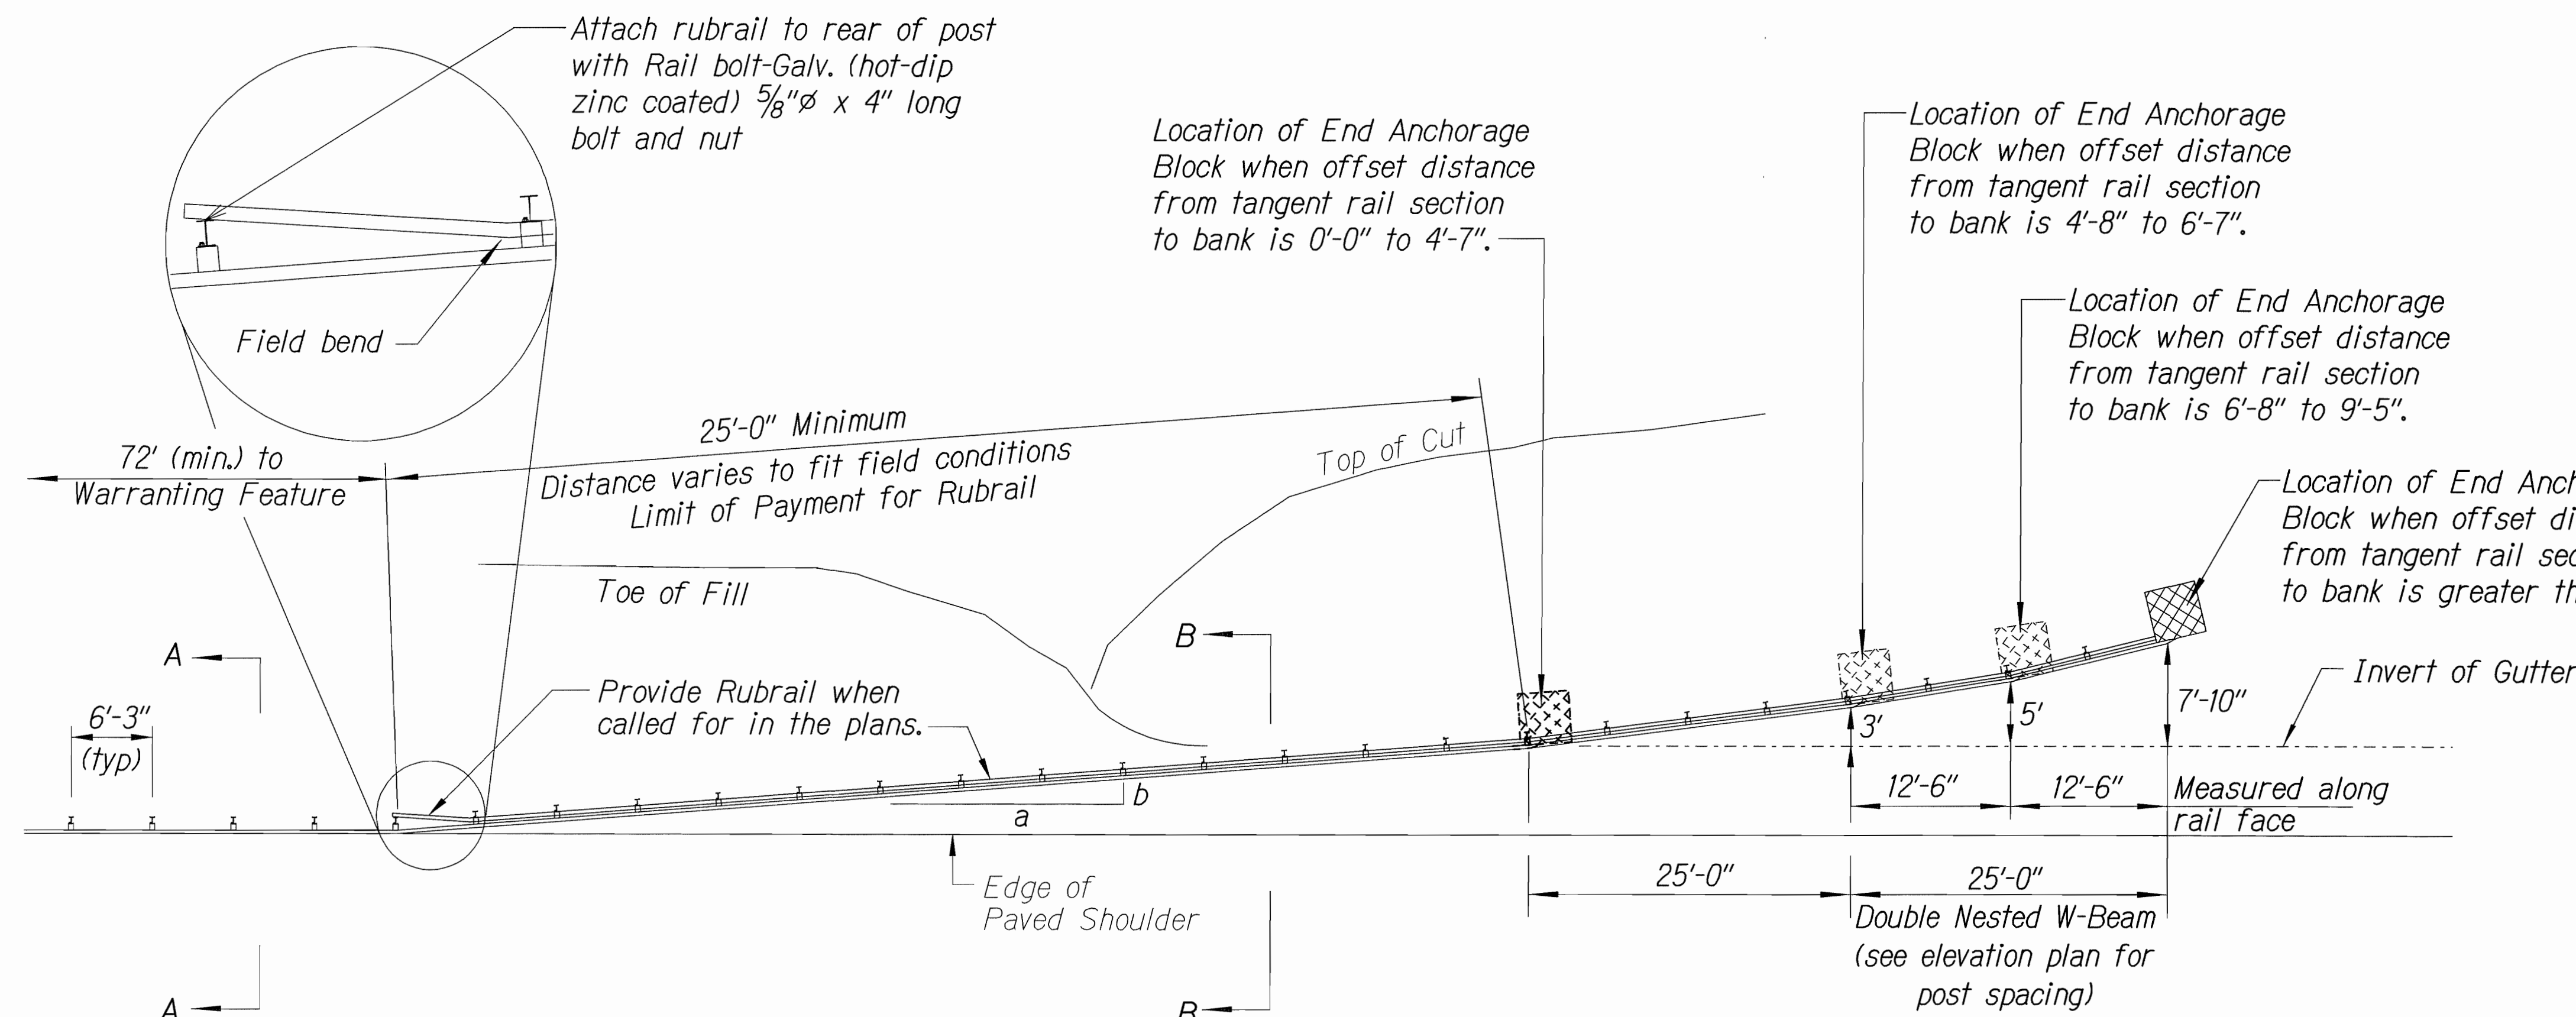 Attach rubrail to rear of post
with Rail bolt-Galv. (hot-dip
zinc coated) 5/8"ø x 4" long
bolt and nut
Location of End Anchorage
Block when offset distance
from tangent rail section
to bank is 0'-0" to 4'-7".
Location of End Anchorage
Block when offset distance
from tangent rail section
to bank is 4'-8" to 6'-7".
Location of End Anchorage
Block when offset distance
from tangent rail section
to bank is 6'-8" to 9'-5".
Location of End
Block when offset
from tangent rail
to bank is greater
Field bend
72' (min.) to
Warranting Feature
25'-0" Minimum
Distance varies to fit field conditions
Limit of Payment for Rubrail
Top of Cut
Toe of Fill
A
B
6'-3"
(typ)
Provide Rubrail when
called for in the plans.
Invert of Gutter
3'
5'
7'-10"
b
a
12'-6"
12'-6"
Measured along
rail face
Edge of
Paved Shoulder
25'-0"
25'-0"
Double Nested W-Beam
(see elevation plan for
post spacing)
A
B